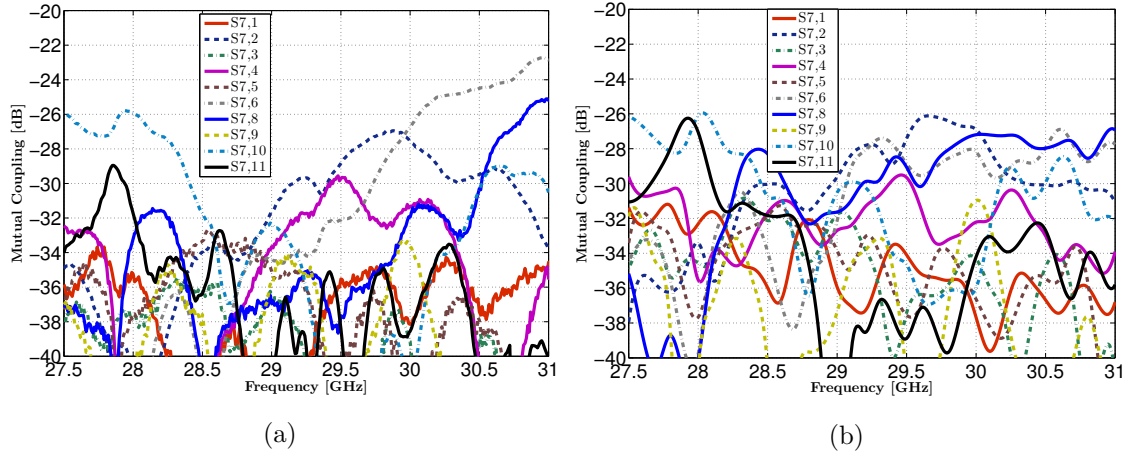 −20
−22
−24
−26
−28
−30
−32
−34
−36
−38
−40
Mutual Coupling [dB]
27.5
28
28.5
29
29.5
30
30.5
31
Frequency [GHz]
S7,1
S7,2
S7,3
S7,4
S7,5
S7,6
S7,8
S7,9
S7,10
S7,11
(a)
−20
−22
−24
−26
−28
−30
−32
−34
−36
−38
−40
Mutual Coupling [dB]
27.5
28
28.5
29
29.5
30
30.5
31
Frequency [GHz]
S7,1
S7,2
S7,3
S7,4
S7,5
S7,6
S7,8
S7,9
S7,10
S7,11
(b)